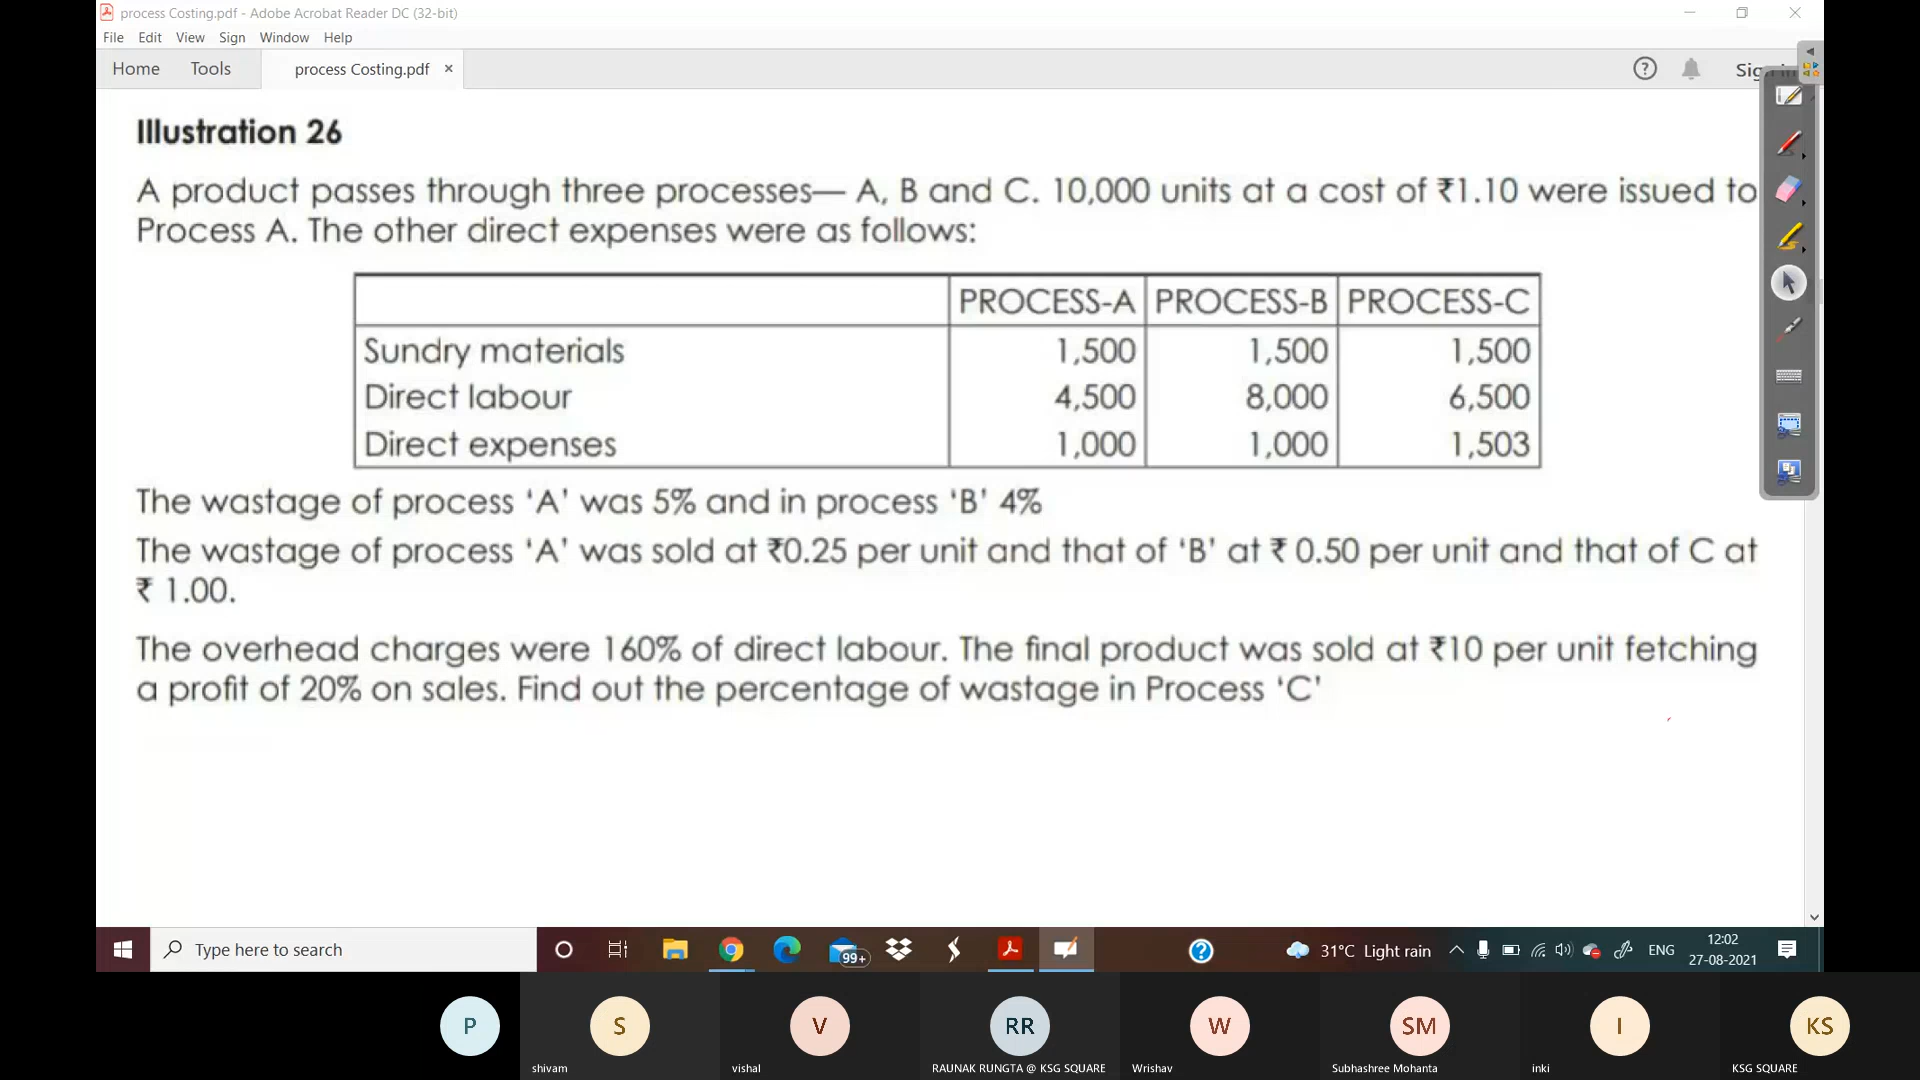 process Costing.pdf - Adobe Acrobat Reader DC (32-bit)
File Edit View Sign Window Help
Home Tools process Costing.pdf ×
Illustration 26
A product passes through three processes— A, B and C. 10,000 units at a cost of ₹1.10 were issued to
Process A. The other direct expenses were as follows:
PROCESS-A PROCESS-B PROCESS-C
Sundry materials 1,500 1,500 1,500
Direct labour 4,500 8,000 6,500
Direct expenses 1,000 1,000 1,503
The wastage of process ‘A’ was 5% and in process ‘B’ 4%
The wastage of process ‘A’ was sold at ₹0.25 per unit and that of ‘B’ at ₹ 0.50 per unit and that of C at
₹ 1.00.
The overhead charges were 160% of direct labour. The final product was sold at ₹10 per unit fetching
a profit of 20% on sales. Find out the percentage of wastage in Process ‘C’
Type here to search
99+
31°C Light rain
ENG
12:02
27-08-2021
P S V RR W SM I KS
shivam vishal RAUNAK RUNGTA @ KSG SQUARE Wrishav Subhashree Mohanta inki KSG SQUARE